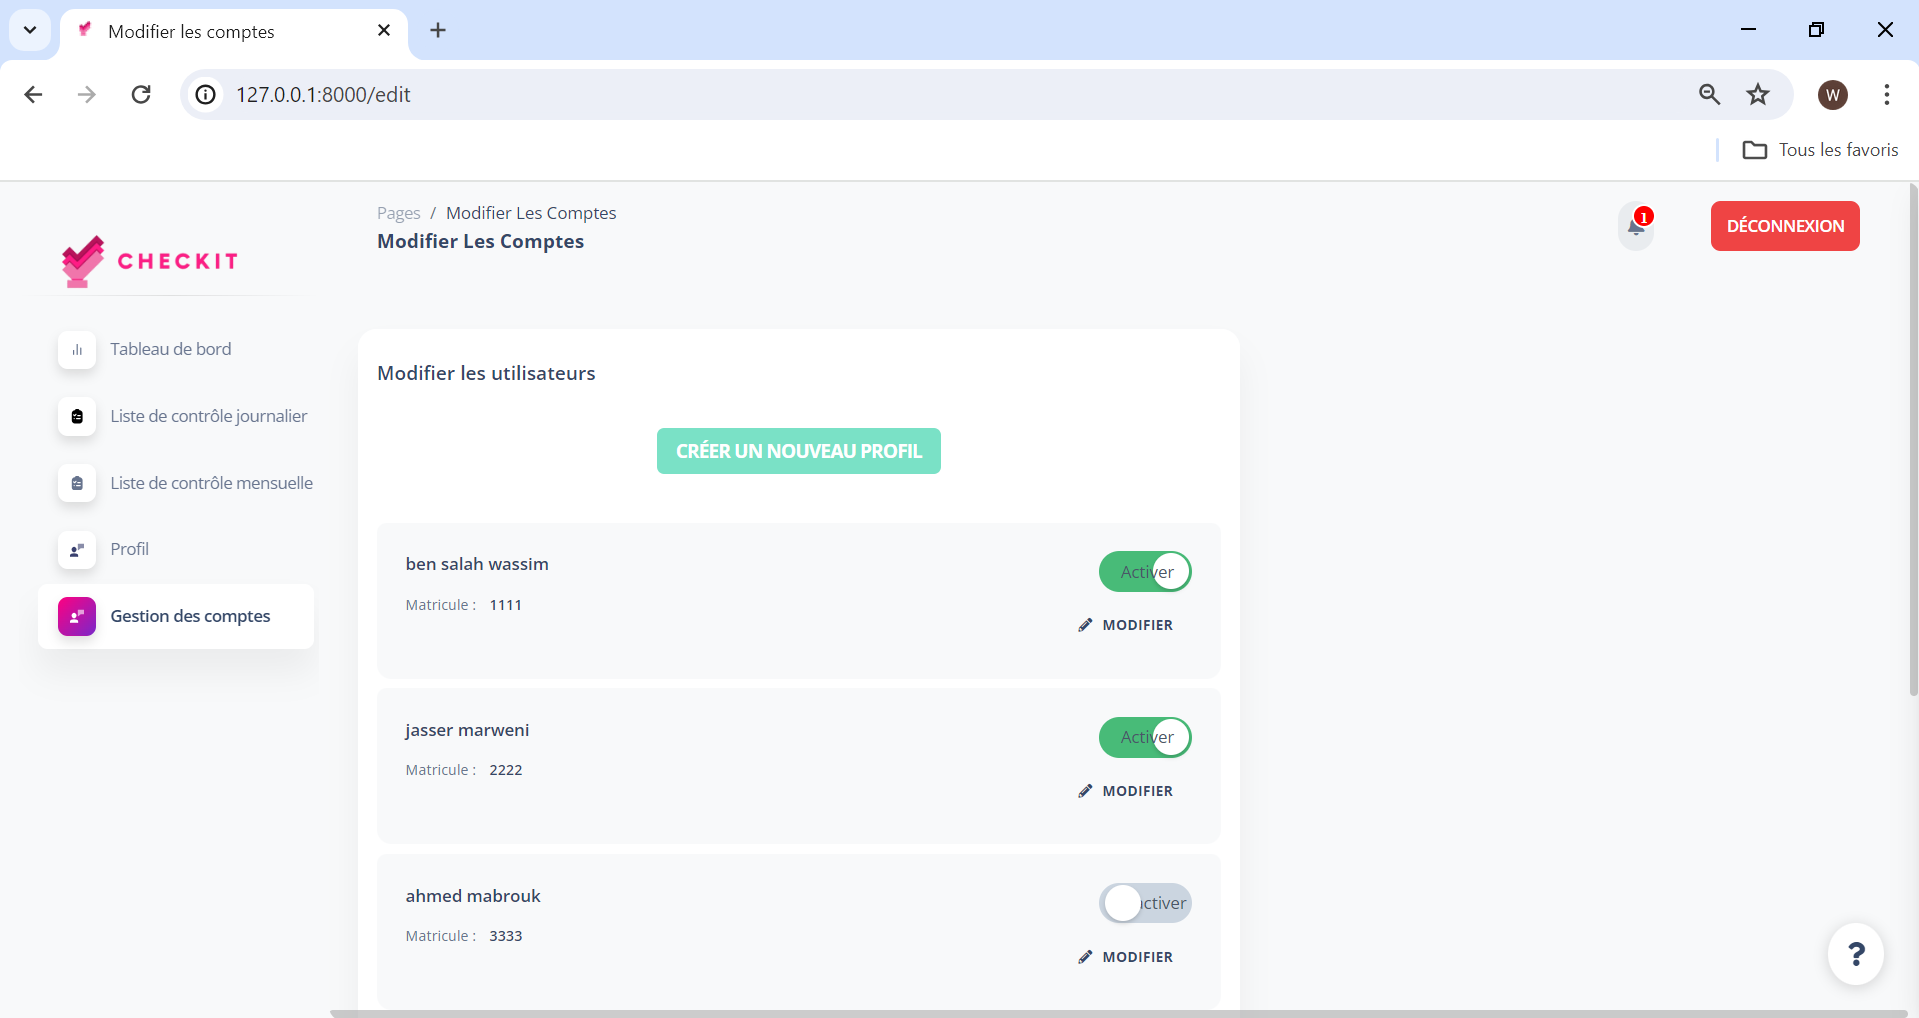 Modifier les comptes
127.0.0.1:8000/edit
W
Tous les favoris
Pages / Modifier Les Comptes
Modifier Les Comptes
1
DÉCONNEXION
CHECKIT
Tableau de bord
Liste de contrôle journalier
Liste de contrôle mensuelle
Profil
Gestion des comptes
Modifier les utilisateurs
CRÉER UN NOUVEAU PROFIL
ben salah wassim
Activer
Matricule : 1111
MODIFIER
jasser marweni
Activer
Matricule : 2222
MODIFIER
ahmed mabrouk
Matricule : 3333
MODIFIER
?